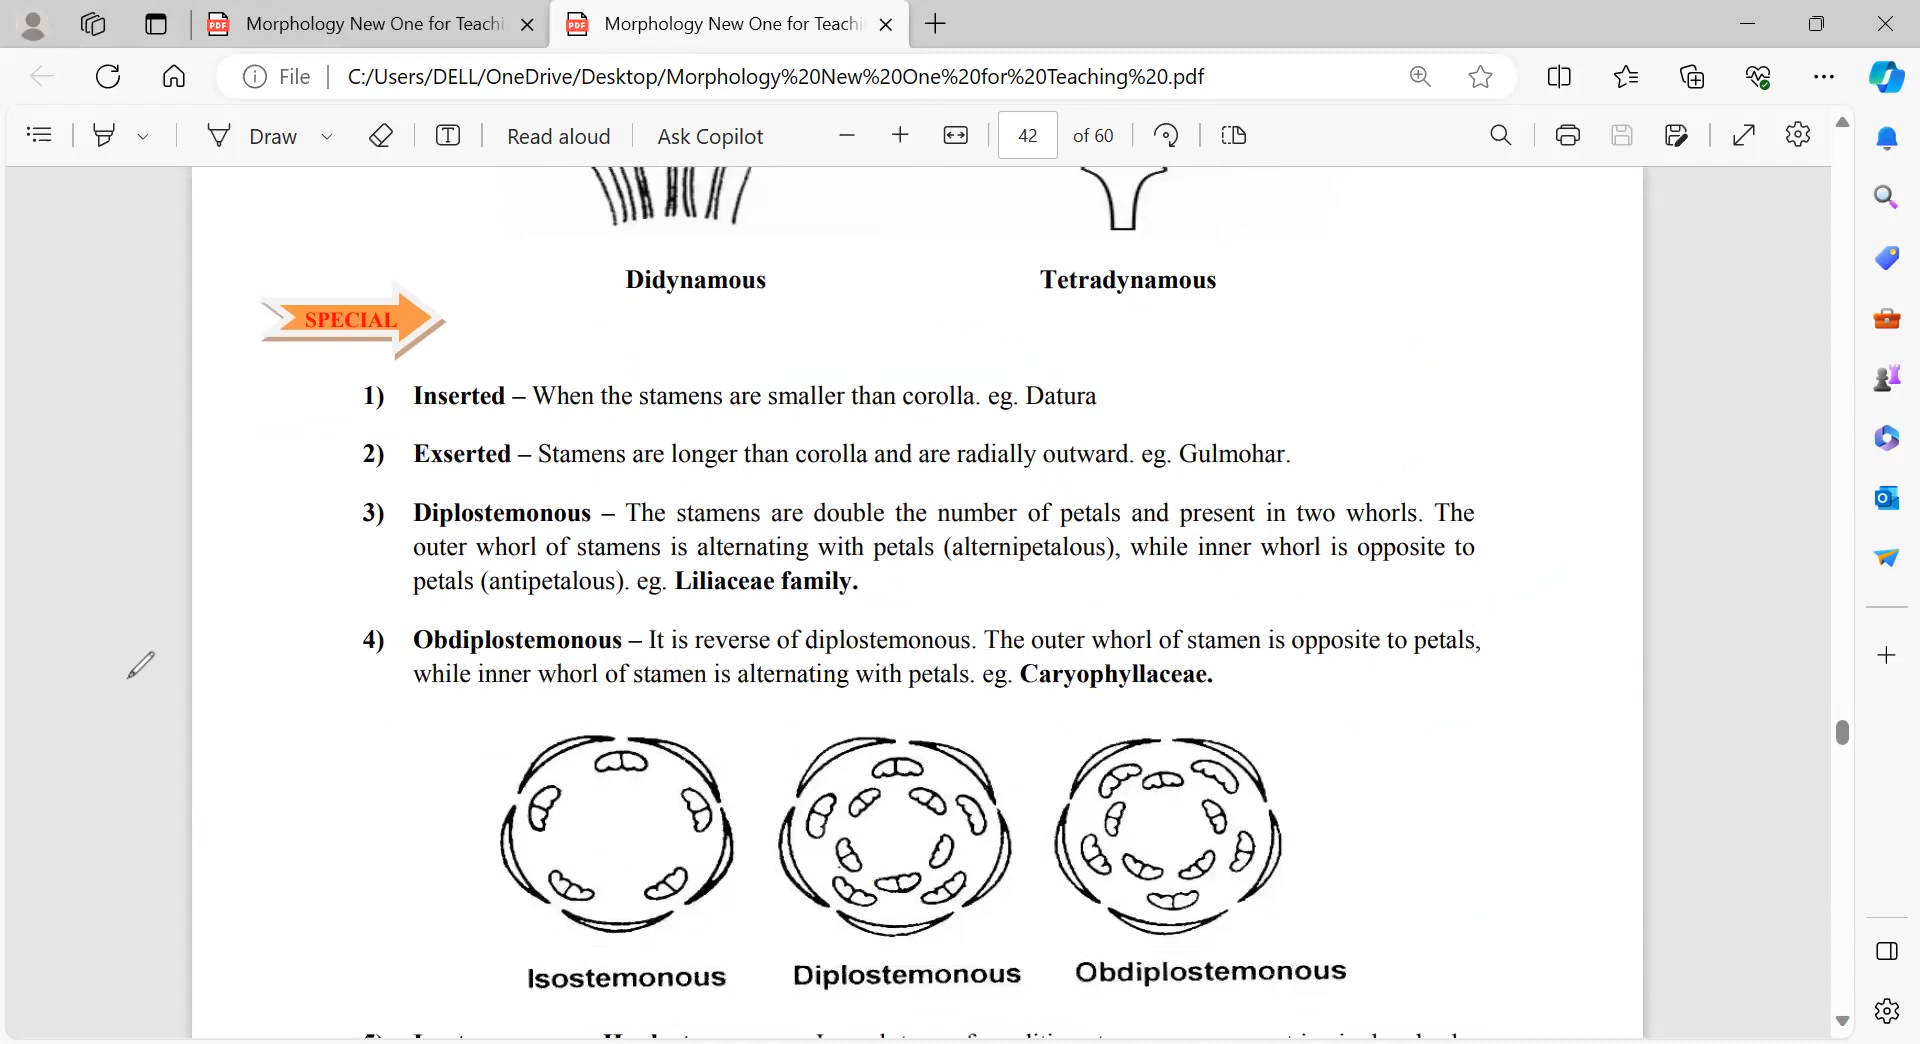 Morphology New One for Teachi
Morphology New One for Teachi
File
C:/Users/DELL/OneDrive/Desktop/Morphology%20New%20One%20for%20Teaching%20.pdf
Draw
Read aloud
Ask Copilot
42
of 60
Didynamous
Tetradynamous
SPECIAL
1) Inserted – When the stamens are smaller than corolla. eg. Datura
2) Exserted – Stamens are longer than corolla and are radially outward. eg. Gulmohar.
3) Diplostemonous – The stamens are double the number of petals and present in two whorls. The
outer whorl of stamens is alternating with petals (alternipetalous), while inner whorl is opposite to
petals (antipetalous). eg. Liliaceae family.
4) Obdiplostemonous – It is reverse of diplostemonous. The outer whorl of stamen is opposite to petals,
while inner whorl of stamen is alternating with petals. eg. Caryophyllaceae.
Isostemonous
Diplostemonous
Obdiplostemonous